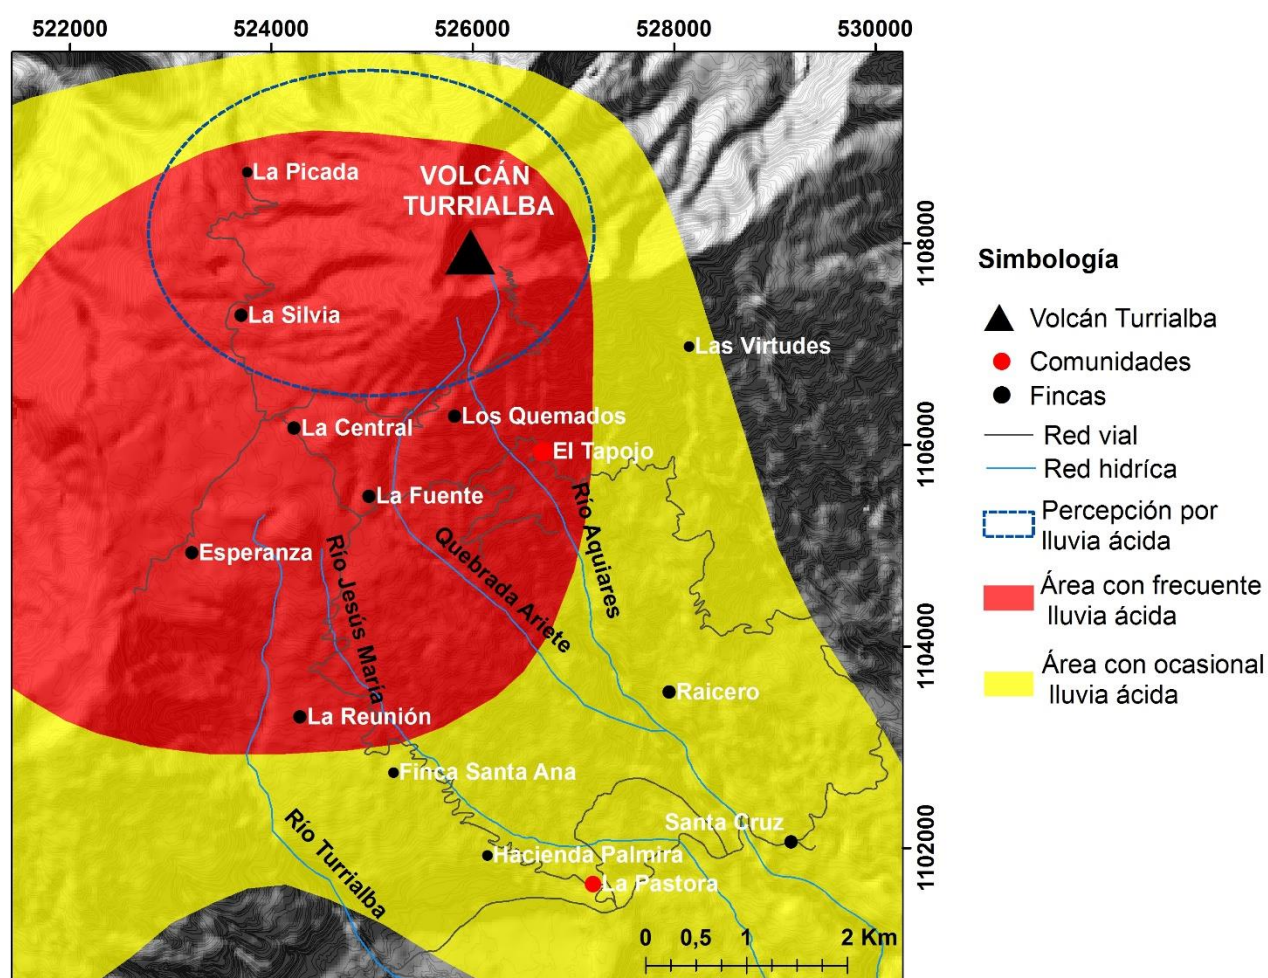 522000 524000 526000 528000 530000
La Picada
VOLCÁN
TURRIALBA
1108000
La Silvia
Las Virtudes
Los Quemados
La Central
El Tapojo
1106000
La Fuente
Río Aquiares
Esperanza
Río Jesús María
Quebrada Ariete
1104000
Raicero
La Reunión
Finca Santa Ana
Río Turrialba
Santa Cruz
1102000
Hacienda Palmira
La Pastora
0 0,5 1 2 Km
Simbología
Volcán Turrialba
Comunidades
Fincas
Red vial
Red hidríca
Percepción por
lluvia ácida
Área con frecuente
lluvia ácida
Área con ocasional
lluvia ácida